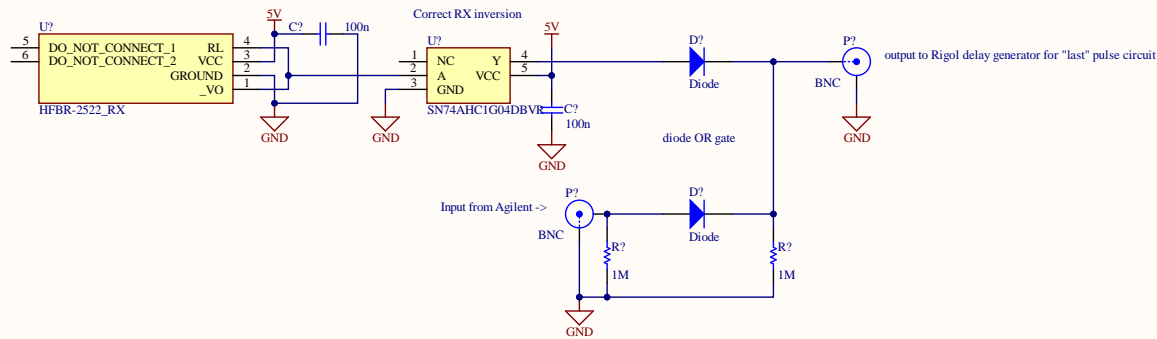 Correct RX inversion
5V
C?
100n
U?
5 DO_NOT_CONNECT_1 RL 4
6 DO_NOT_CONNECT_2 VCC 3
GROUND 2
_VO 1
HFBR-2522_RX
GND
5V
U?
1 NC Y 4
2 A VCC 5
3 GND
SN74AHC1G04DBVR
GND
C?
100n
GND
D?
Diode
P?
BNC
output to Rigol delay generator for "last" pulse circuit
GND
diode OR gate
Input from Agilent ->
P?
BNC
D?
Diode
R?
1M
R?
1M
GND